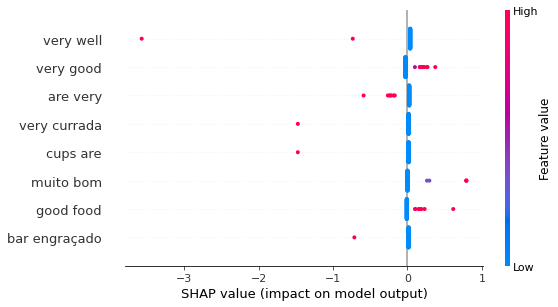 High
very well
very good
are very
very currada
cups are
muito bom
good food
bar engraçado
Low
Feature value
−3
−2
−1
0
1
SHAP value (impact on model output)